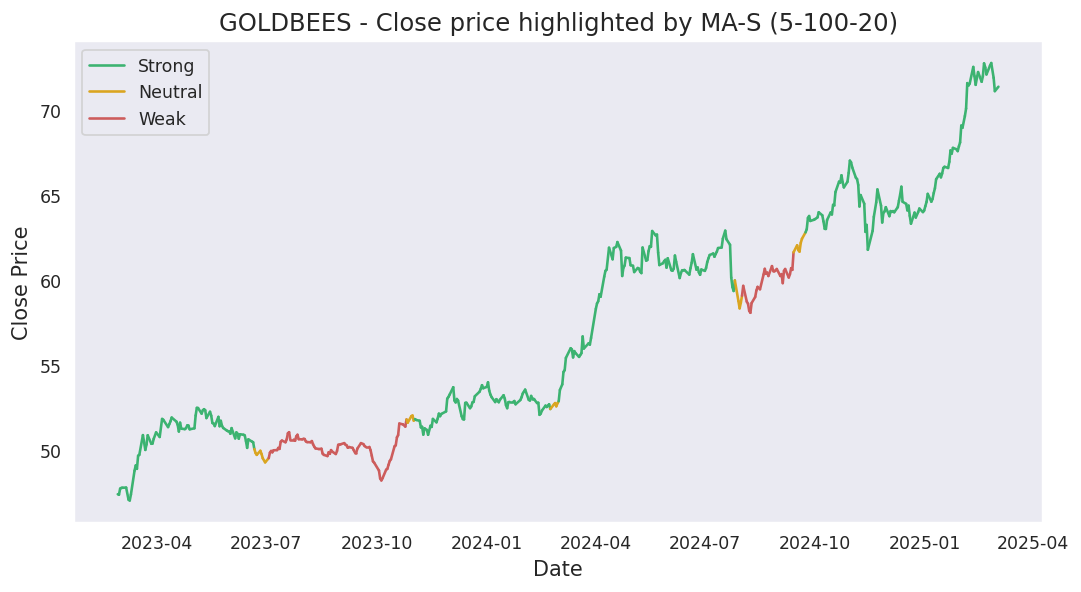 GOLDBEES - Close price highlighted by MA-S (5-100-20)
Strong
Neutral
Weak
Close Price
70
65
60
55
50
2023-04 2023-07 2023-10 2024-01 2024-04 2024-07 2024-10 2025-01 2025-04
Date